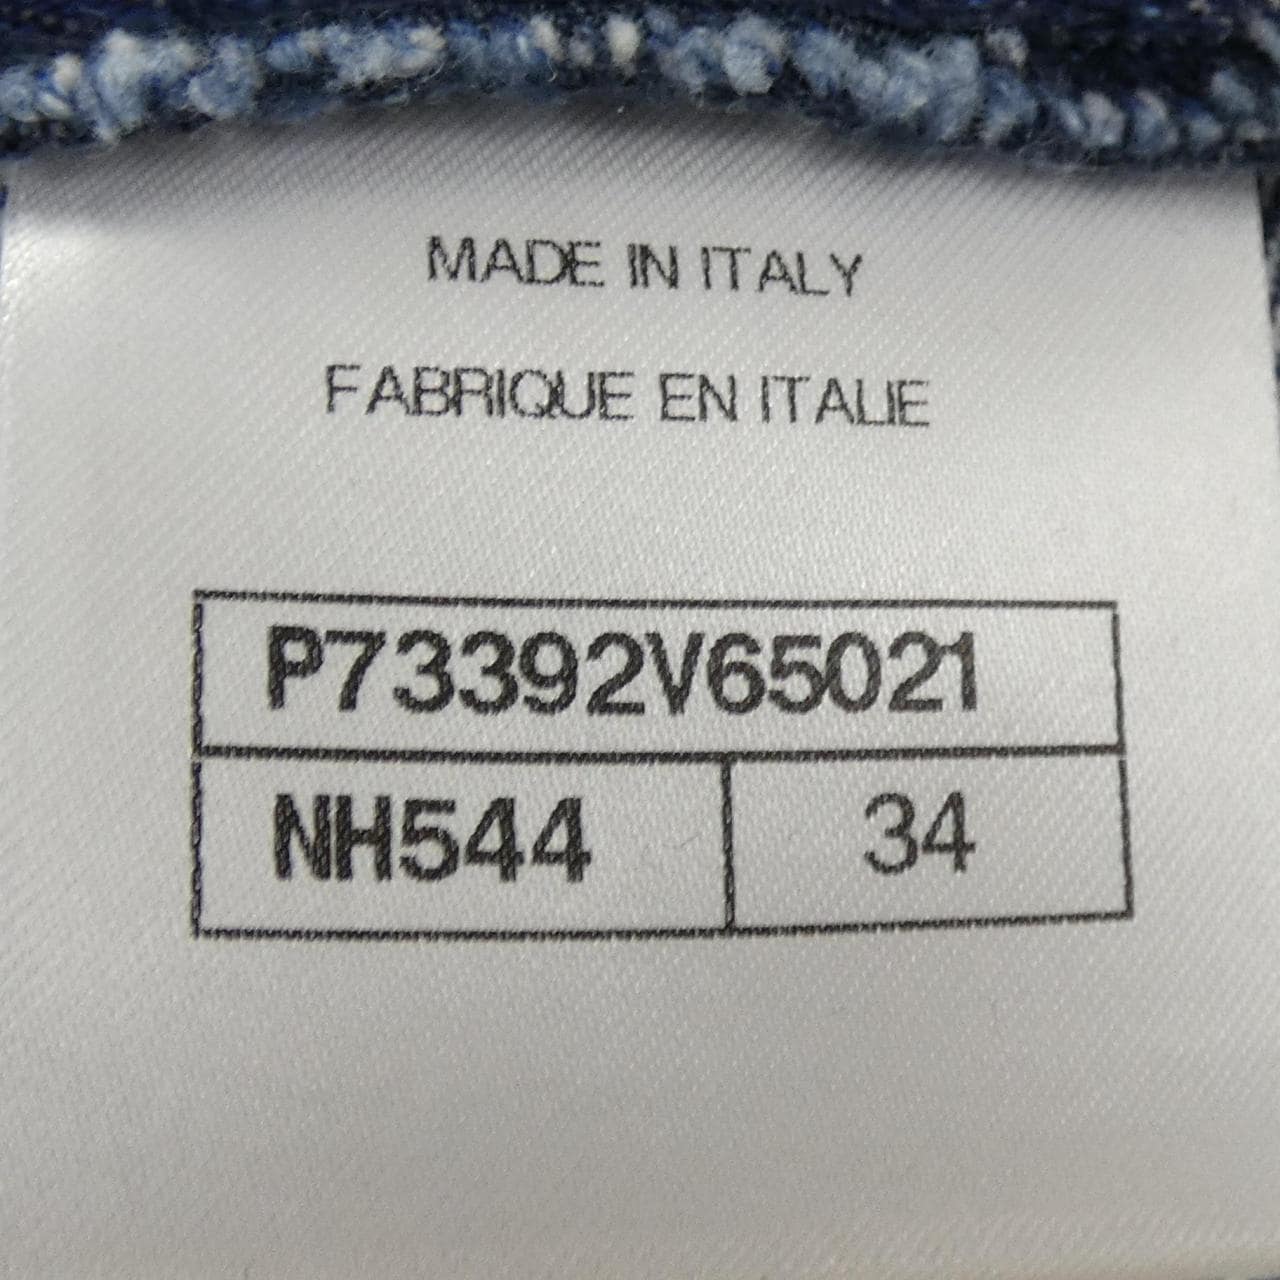 MADE IN ITALY
FABRIQUE EN ITALIE
P73392V65021
NH544 34